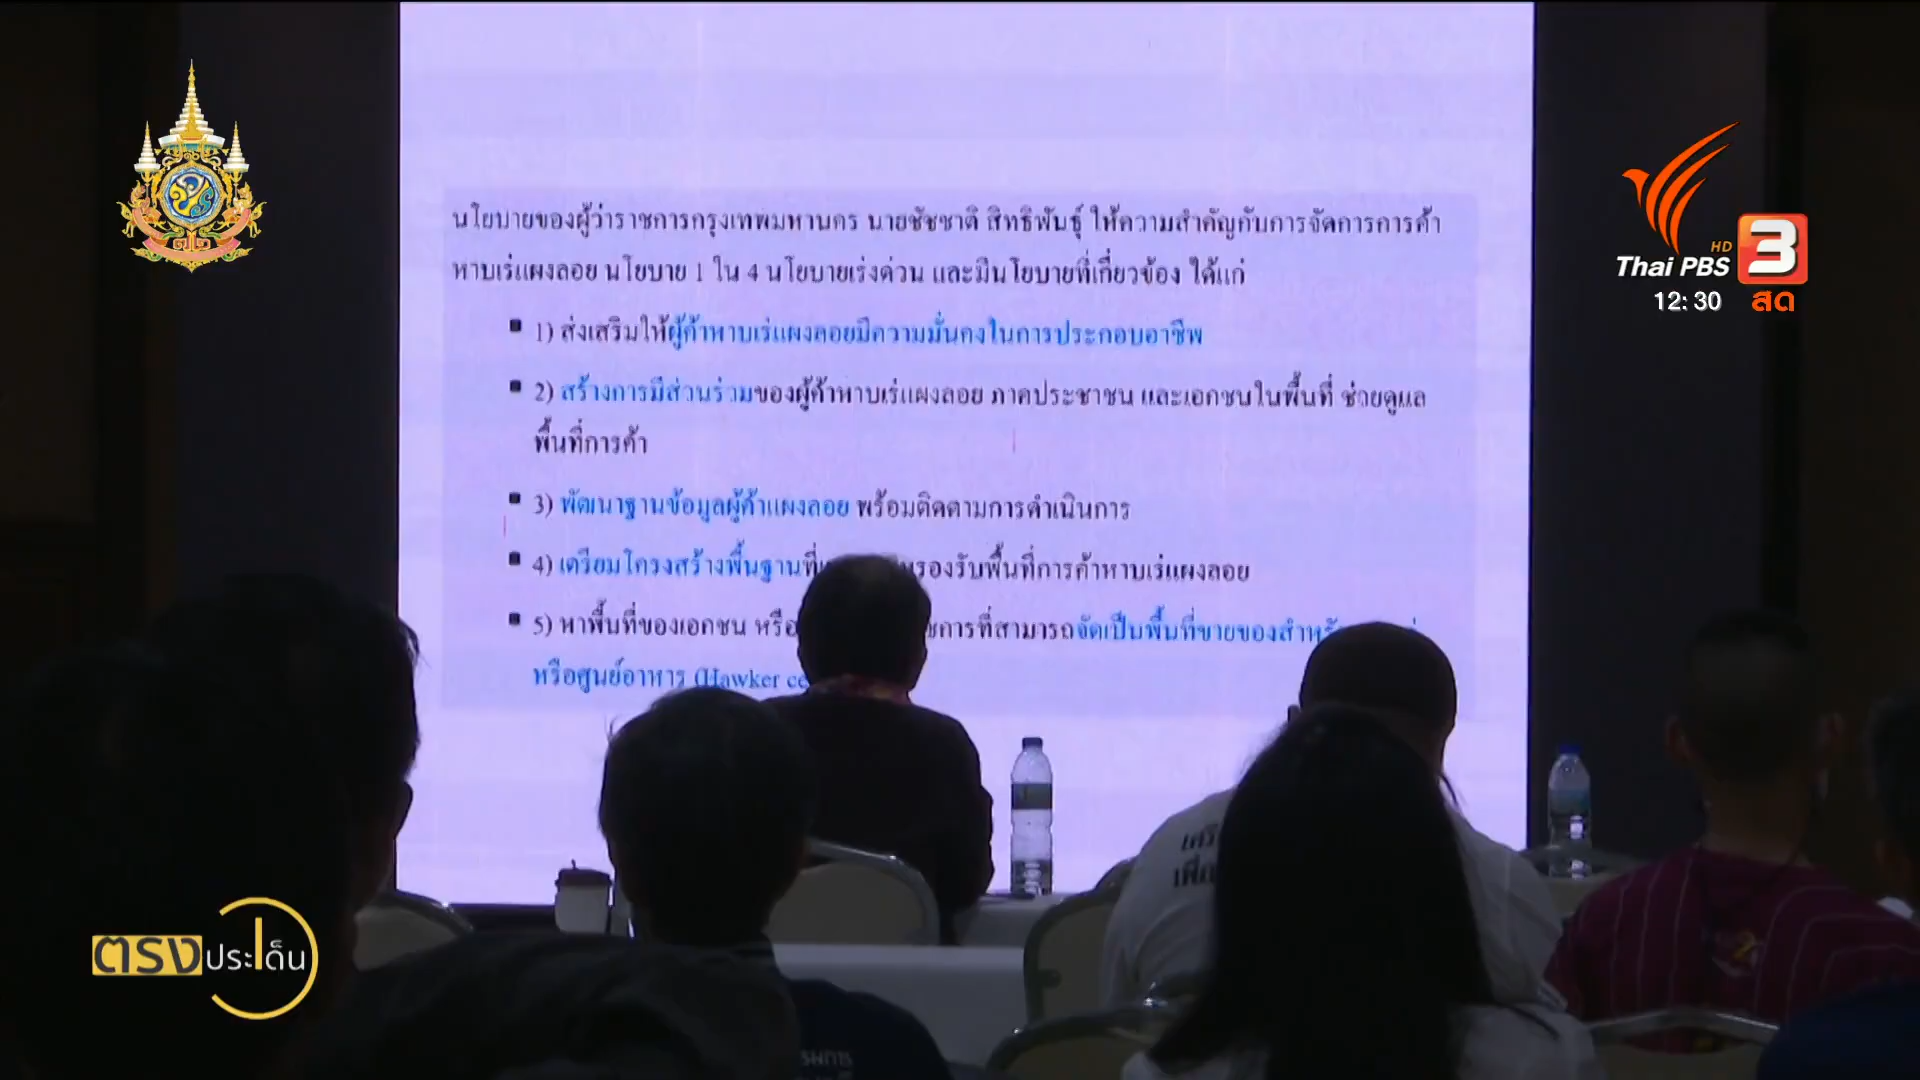 นโยบายของผู้ว่าราชการกรุงเทพมหานคร นายชัชชาติ สิทธิพันธุ์ ให้ความสำคัญกับการจัดการการค้า
หาบเร่แผงลอย นโยบาย 1 ใน 4 นโยบายเร่งด่วน และมีนโยบายที่เกี่ยวข้อง ได้แก่
1) ส่งเสริมให้ผู้ค้าหาบเร่แผงลอยมีความมั่นคงในการประกอบอาชีพ
2) สร้างการมีส่วนร่วมของผู้ค้าหาบเร่แผงลอย ภาคประชาชน และเอกชนในพื้นที่ ช่วยดูแล
พื้นที่การค้า
3) พัฒนาฐานข้อมูลผู้ค้าแผงลอย พร้อมติดตามการดำเนินการ
4) เตรียมโครงสร้างพื้นฐานที่ รองรับพื้นที่การค้าหาบเร่แผงลอย
5) หาพื้นที่ของเอกชน หรือ การที่สามารถจัดเป็นพื้นที่ขายของสำหรับ
หรือศูนย์อาหาร (Hawker ce
๗๒
HD
Thai PBS 3
12:30 สด
ตรงประเด็น